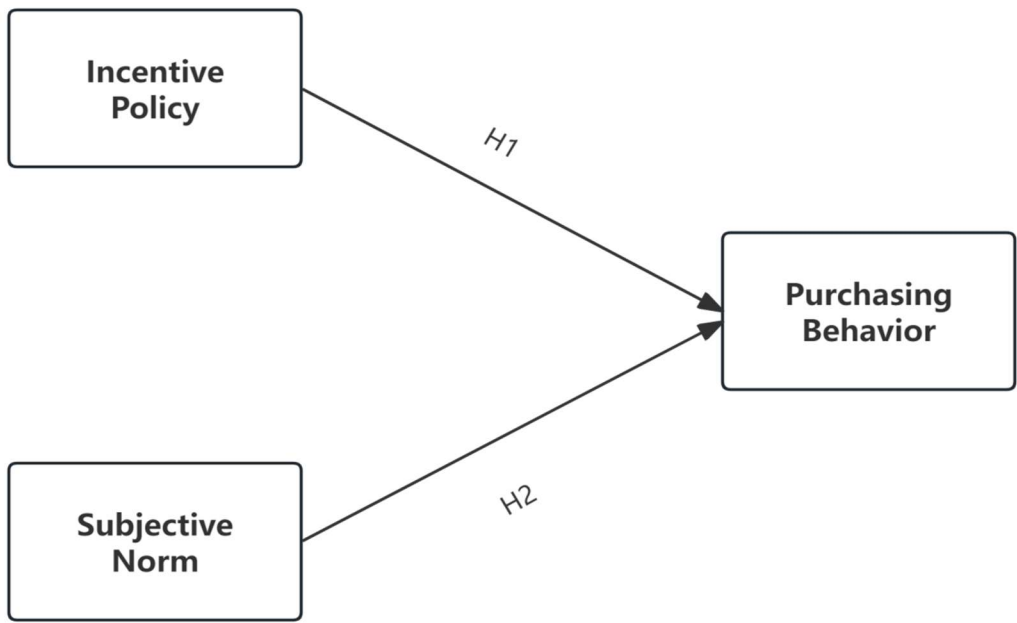 Incentive
Policy
H1
Purchasing
Behavior
H2
Subjective
Norm